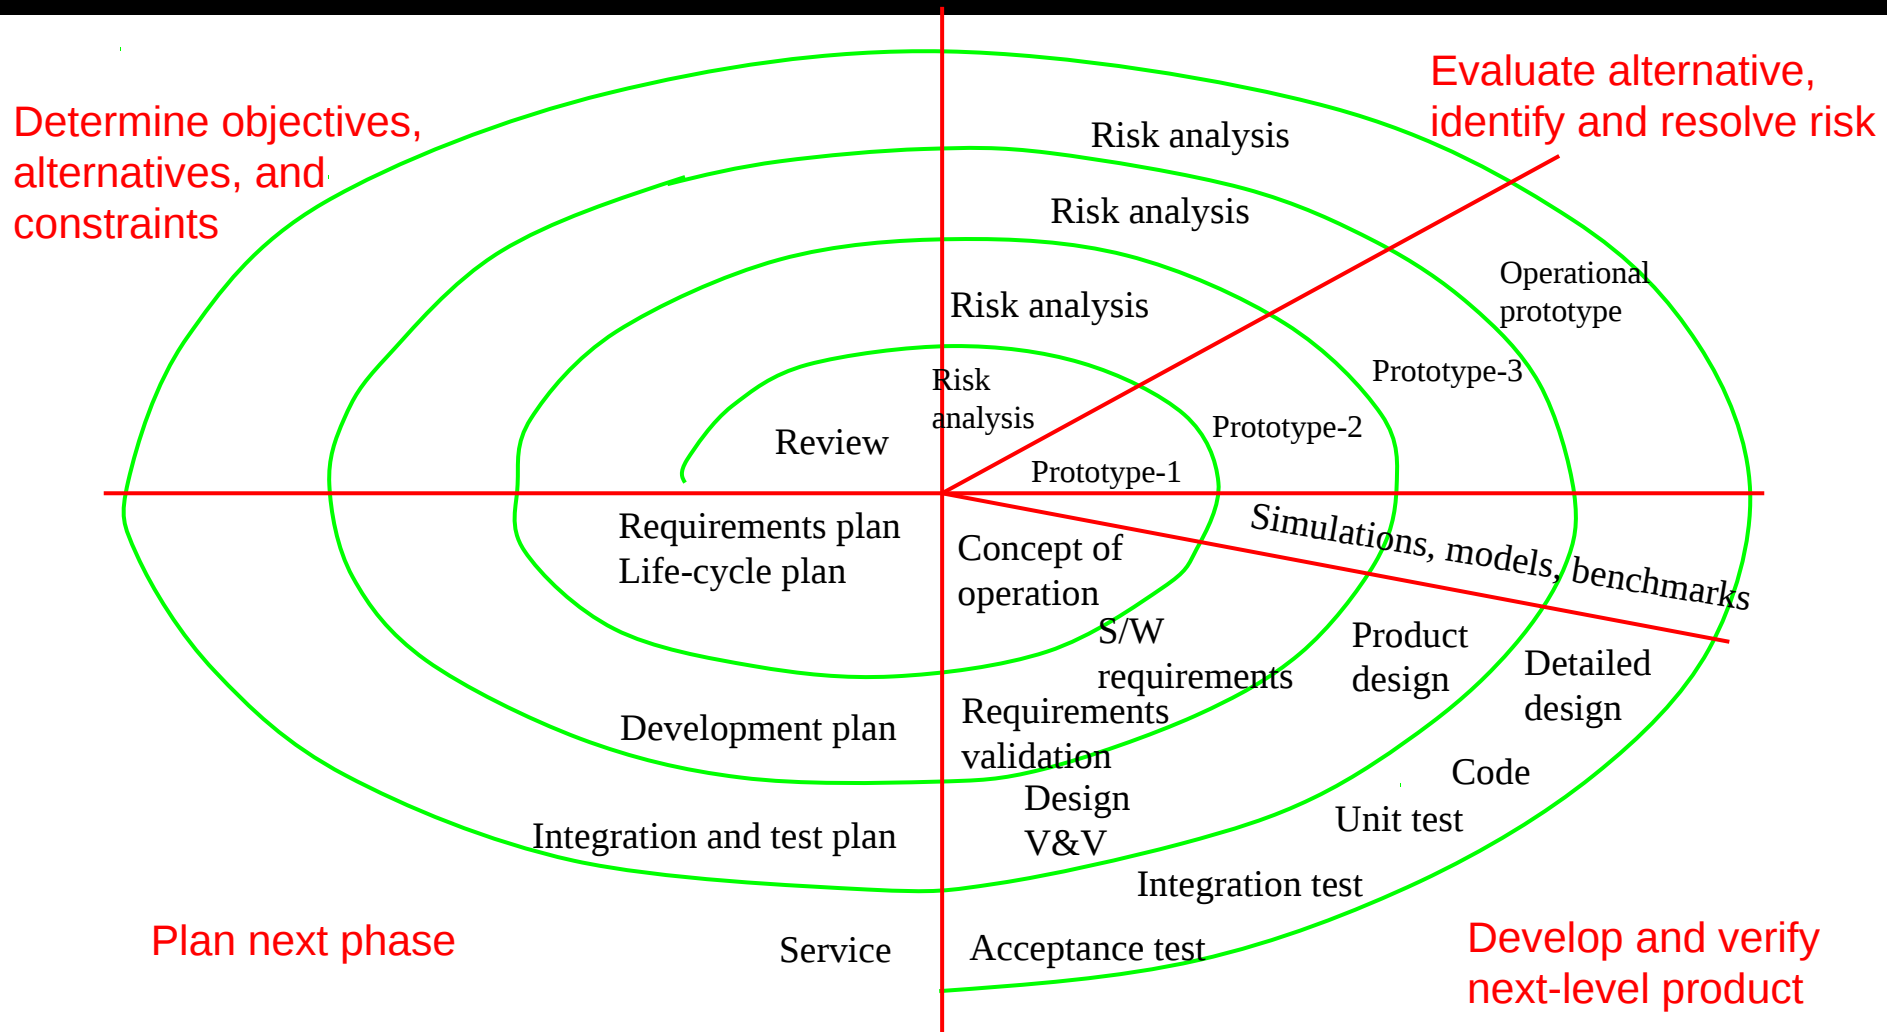 Determine objectives,
alternatives, and
constraints
Evaluate alternative,
identify and resolve risk
Risk analysis
Risk analysis
Risk analysis
Risk
analysis
Review
Operational
prototype
Prototype-3
Prototype-2
Prototype-1
Simulations, models, benchmarks
Requirements plan
Life-cycle plan
Concept of
operation
S/W
requirements
Product
design
Detailed
design
Development plan
Requirements
validation
Code
Design
V&V
Unit test
Integration and test plan
Integration test
Plan next phase
Service
Acceptance test
Develop and verify
next-level product